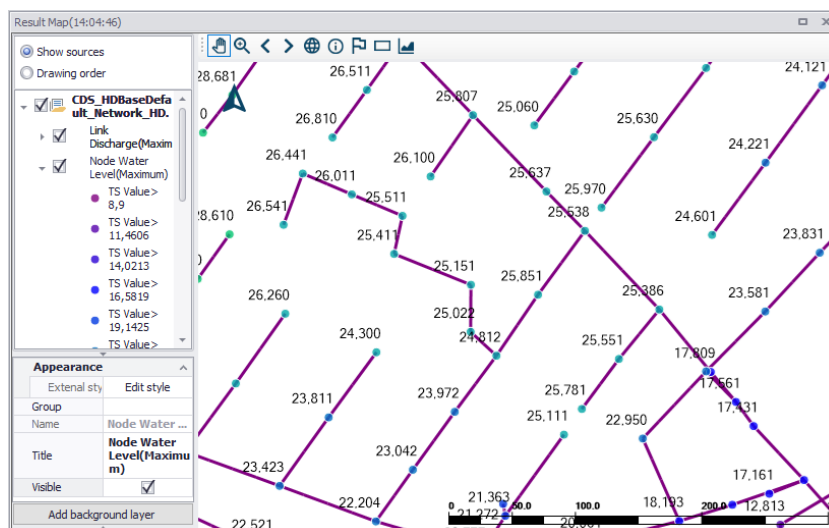 Result Map(14:04:46)
Show sources
Drawing order
CDS_HDBaseDefa
ult_Network_HD.
Link
Discharge(Maxim
Node Water
Level(Maximum)
TS Value>
8,9
TS Value>
11,4606
TS Value>
14,0213
TS Value>
16,5819
TS Value>
19,1425
TS Value>
Appearance
Extenal sty
Edit style
Group
Name
Node Water ...
Title
Node Water
Level(Maximu
m)
Visible
Add background layer
28,681
26,511
25,807
24,121
0
25,060
26,810
25,630
26,441
26,100
24,221
26,011
25,637
25,511
25,970
28,610
26,541
25,538
24,601
25,411
23,831
25,151
25,851
25,386
26,260
25,022
23,581
24,300
24,812
25,551
17,809
23,811
23,972
25,781
17,561
25,111
22,950
17,431
23,423
23,042
17,161
21,363
22,204
21,272
18,193
12,813
22,521
0
50.0
100.0
200.0